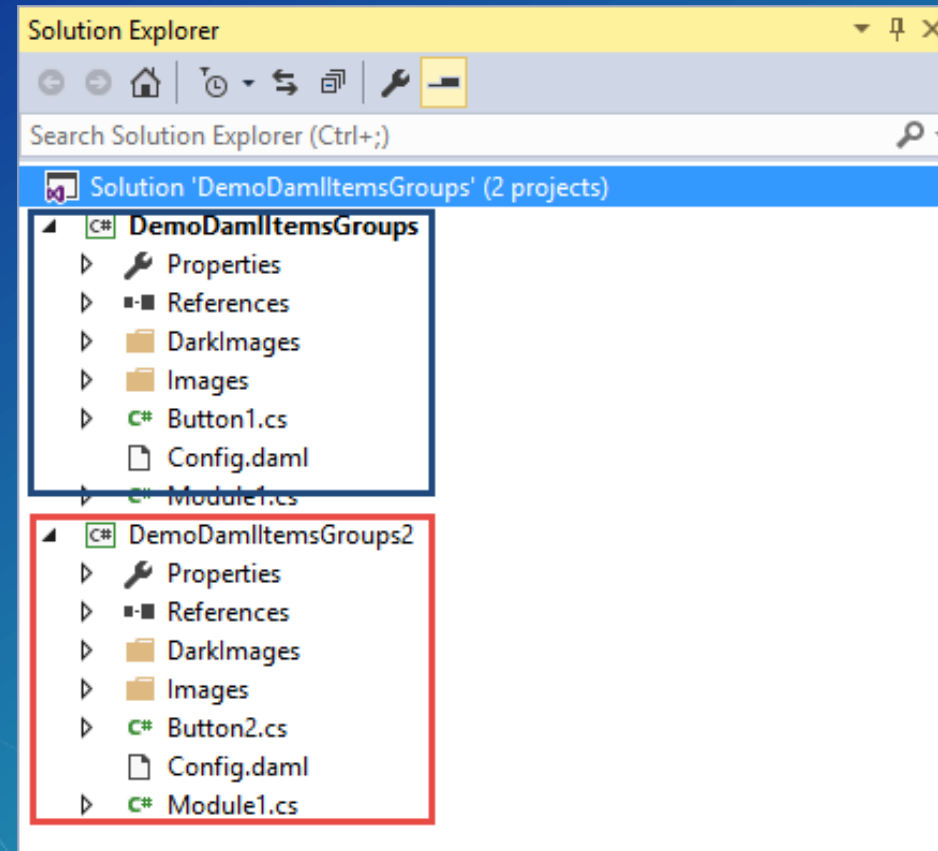 Solution Explorer
Search Solution Explorer (Ctrl+;)
Solution 'DemoDamlItemsGroups' (2 projects)
C# DemoDamlItemsGroups
Properties
References
DarkImages
Images
C# Button1.cs
Config.daml
C# Module1.cs
C# DemoDamlItemsGroups2
Properties
References
DarkImages
Images
C# Button2.cs
Config.daml
C# Module1.cs